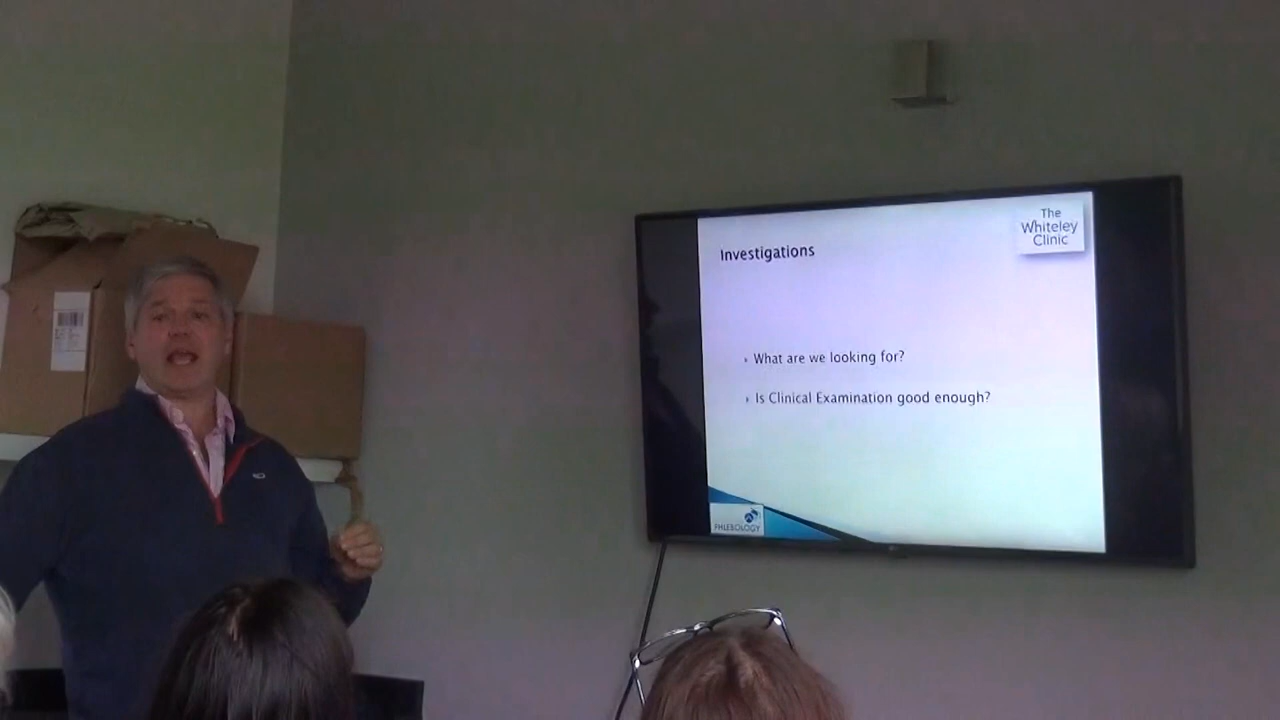 The
Whiteley
Clinic
Investigations
What are we looking for?
Is Clinical Examination good enough?
PHLEBOLOGY